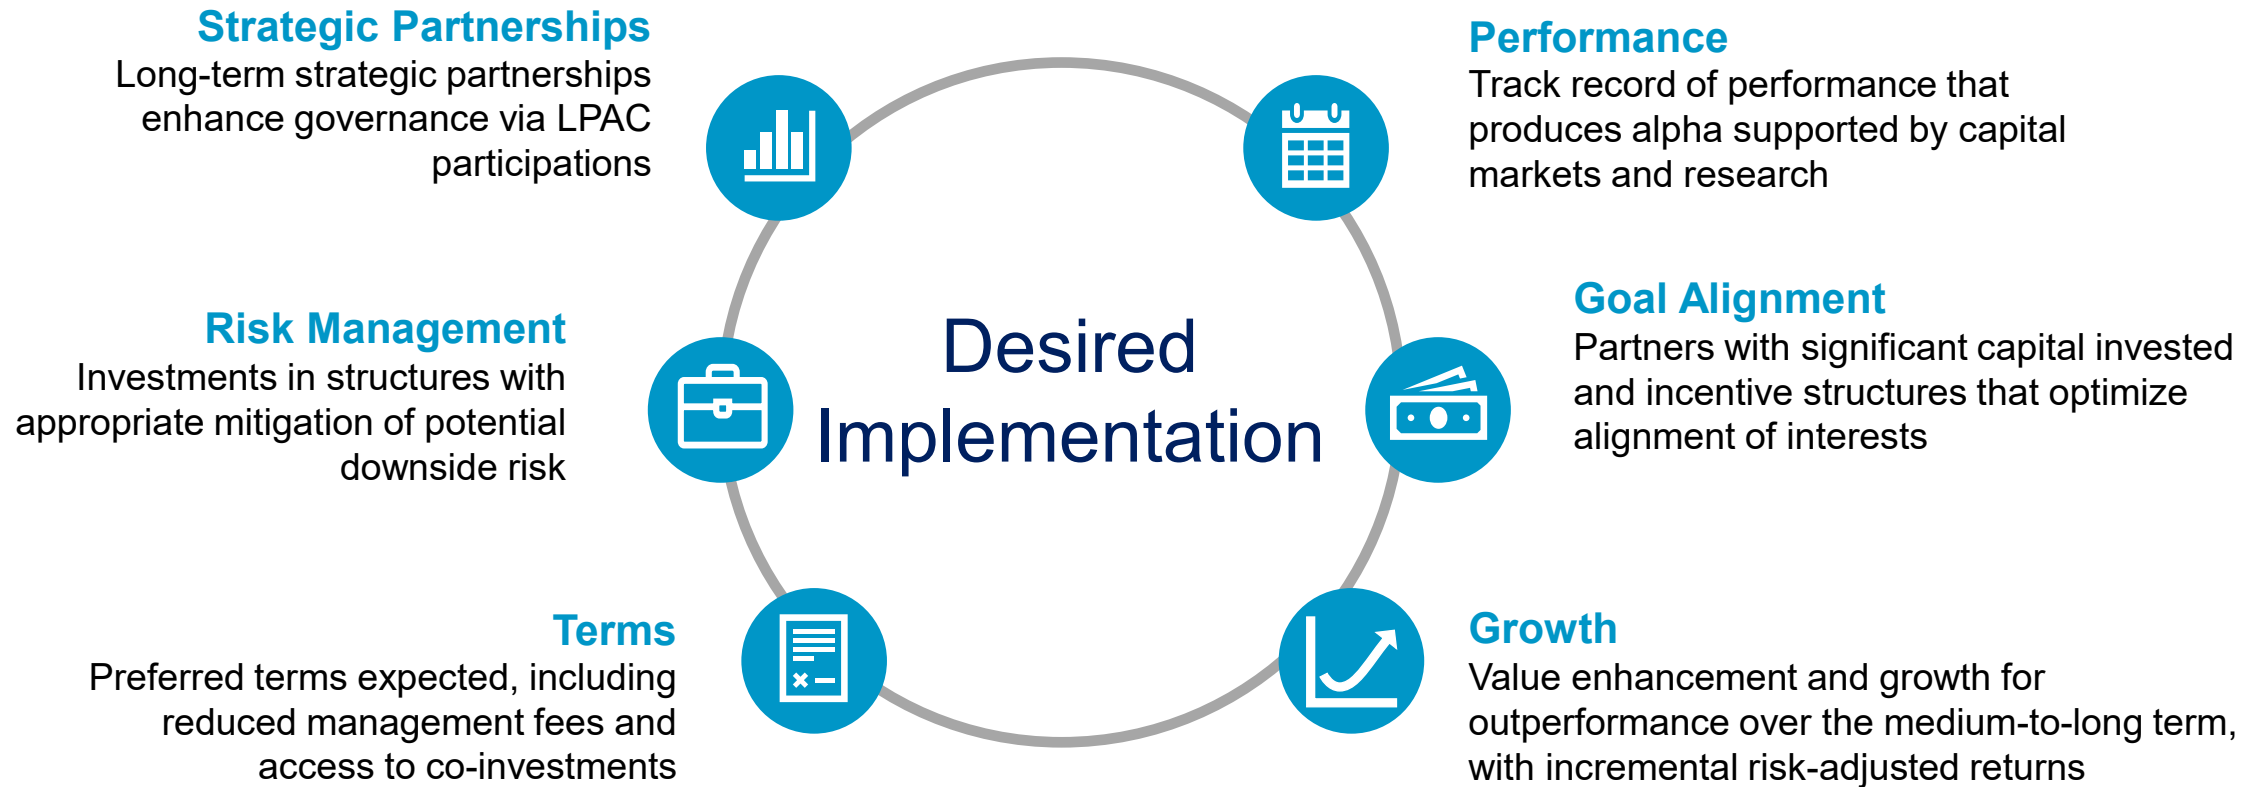 Strategic Partnerships
Long-term strategic partnerships
enhance governance via LPAC
participations
Performance
Track record of performance that
produces alpha supported by capital
markets and research
Risk Management
Investments in structures with
appropriate mitigation of potential
downside risk
Desired
Implementation
Goal Alignment
Partners with significant capital invested
and incentive structures that optimize
alignment of interests
Terms
Preferred terms expected, including
reduced management fees and
access to co-investments
Growth
Value enhancement and growth for
outperformance over the medium-to-long term,
with incremental risk-adjusted returns